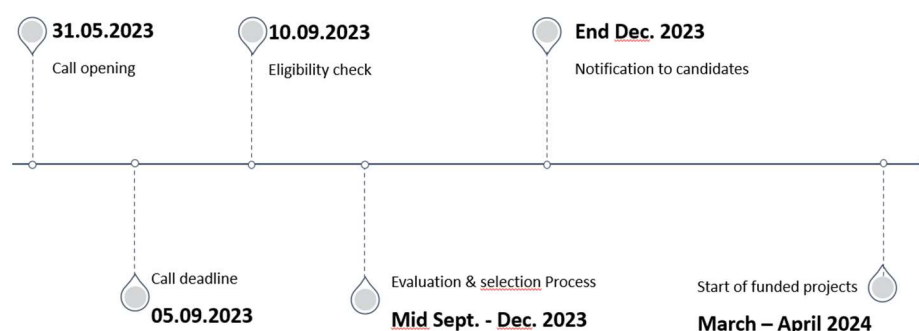 31.05.2023
Call opening
10.09.2023
Eligibility check
End Dec. 2023
Notification to candidates
Call deadline
05.09.2023
Evaluation & selection Process
Mid Sept. - Dec. 2023
Start of funded projects
March – April 2024